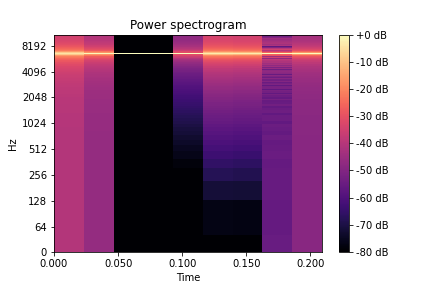 Power spectrogram
8192
4096
2048
1024
512
256
128
64
0
Hz
0.000 0.050 0.100 0.150 0.200
Time
+0 dB
-10 dB
-20 dB
-30 dB
-40 dB
-50 dB
-60 dB
-70 dB
-80 dB